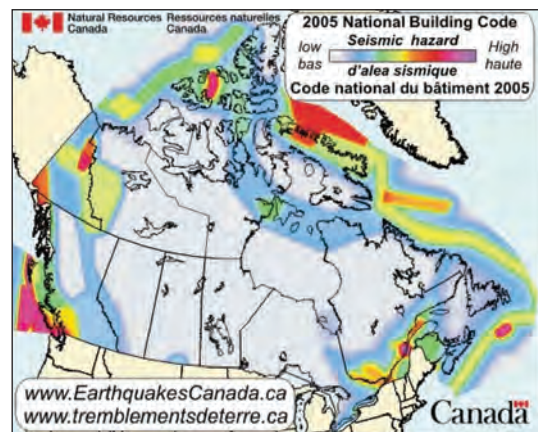 Natural Resources Canada
Ressources naturelles Canada
2005 National Building Code
Seismic hazard
low
bas
High
haute
d'alea sismique
Code national du bâtiment 2005
www.EarthquakesCanada.ca
www.tremblementsdeterre.ca
Canada